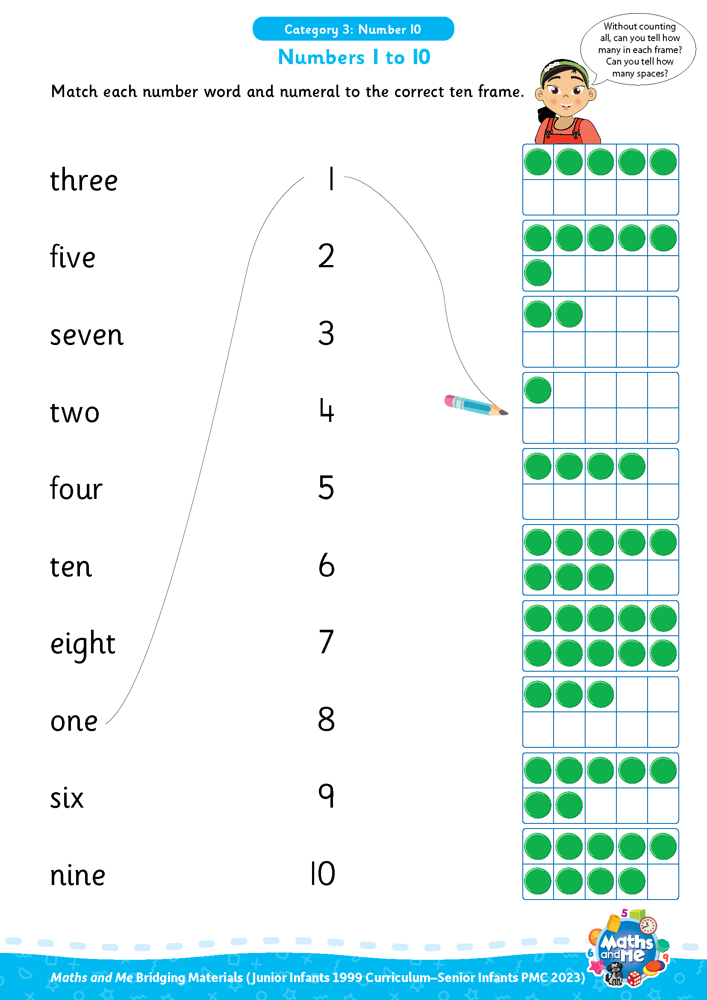 Category 3: Number 10
Numbers 1 to 10
Without counting
all, can you tell how
many in each frame?
Can you tell how
many spaces?
Match each number word and numeral to the correct ten frame.
three 1
five 2
seven 3
two 4
four 5
ten 6
eight 7
one 8
six 9
nine 10
5
6
9
Maths
and Me
Maths and Me Bridging Materials (Junior Infants 1999 Curriculum–Senior Infants PMC 2023)